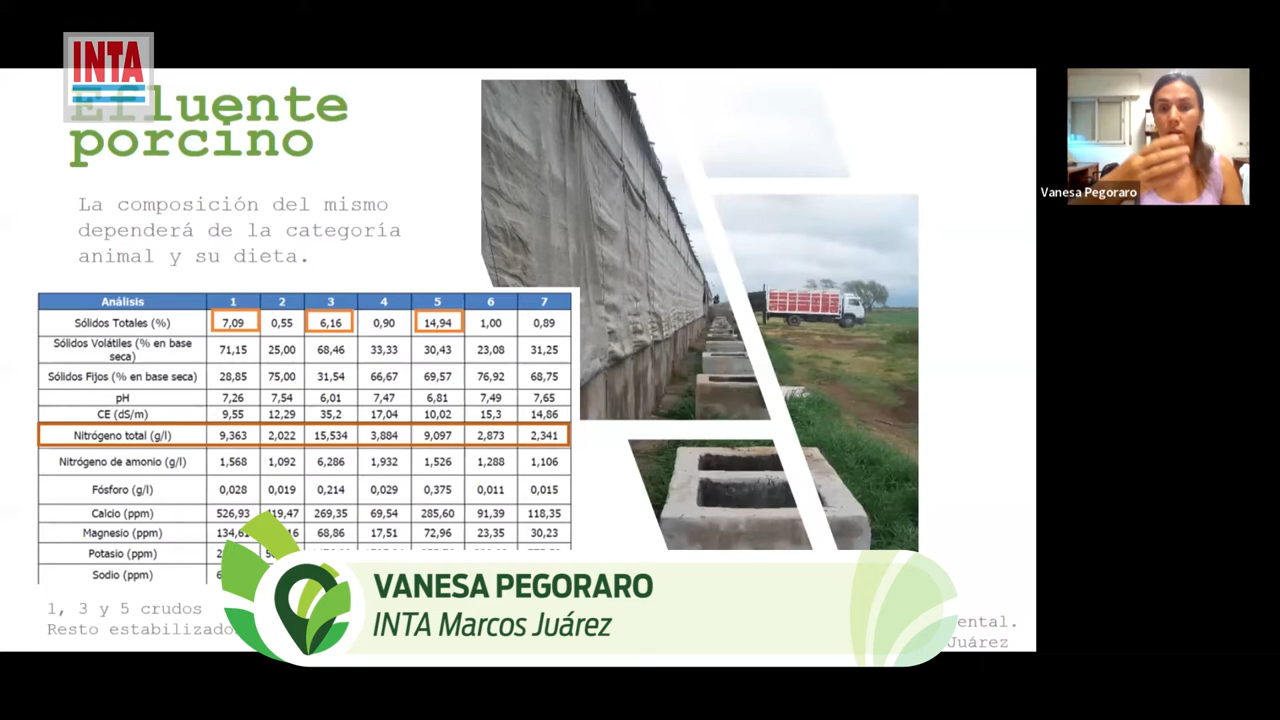 INTA
Efluente
porcino
La composición del mismo
dependerá de la categoría
animal y su dieta.
Análisis 1 2 3 4 5 6 7
Sólidos Totales (%) 7,09 0,55 6,16 0,90 14,94 1,00 0,89
Sólidos Volátiles (% en base
seca) 71,15 25,00 68,46 33,33 30,43 23,08 31,25
Sólidos Fijos (% en base seca) 28,85 75,00 31,54 66,67 69,57 76,92 68,75
pH 7,26 7,54 6,01 7,47 6,81 7,49 7,65
CE (dS/m) 9,55 12,29 35,2 17,04 10,02 15,3 14,86
Nitrógeno total (g/l) 9,363 2,022 15,534 3,884 9,097 2,873 2,341
Nitrógeno de amonio (g/l) 1,568 1,092 6,286 1,932 1,526 1,288 1,106
Fósforo (g/l) 0,028 0,019 0,214 0,029 0,375 0,011 0,015
Calcio (ppm) 526,93 119,47 269,35 69,54 285,60 91,39 118,35
Magnesio (ppm) 134,6 16 68,86 17,51 72,96 23,35 30,23
Potasio (ppm)
Sodio (ppm)
1, 3 y 5 crudos
Resto estabilizado
ental.
Juárez
VANESA PEGORARO
INTA Marcos Juárez
Vanesa Pegoraro